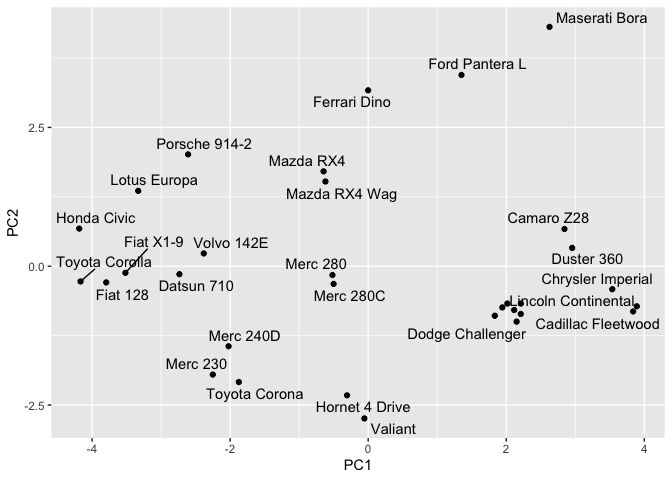 Maserati Bora
Ford Pantera L
Ferrari Dino
2.5
Porsche 914-2
Mazda RX4
Lotus Europa
Mazda RX4 Wag
Honda Civic
Camaro Z28
PC2
Fiat X1-9
Volvo 142E
Duster 360
Toyota Corolla
Merc 280
0.0
Chrysler Imperial
Datsun 710
Fiat 128
Merc 280C
Lincoln Continental
Cadillac Fleetwood
Dodge Challenger
Merc 240D
Merc 230
Toyota Corona
-2.5
Hornet 4 Drive
Valiant
-4
-2
0
2
4
PC1